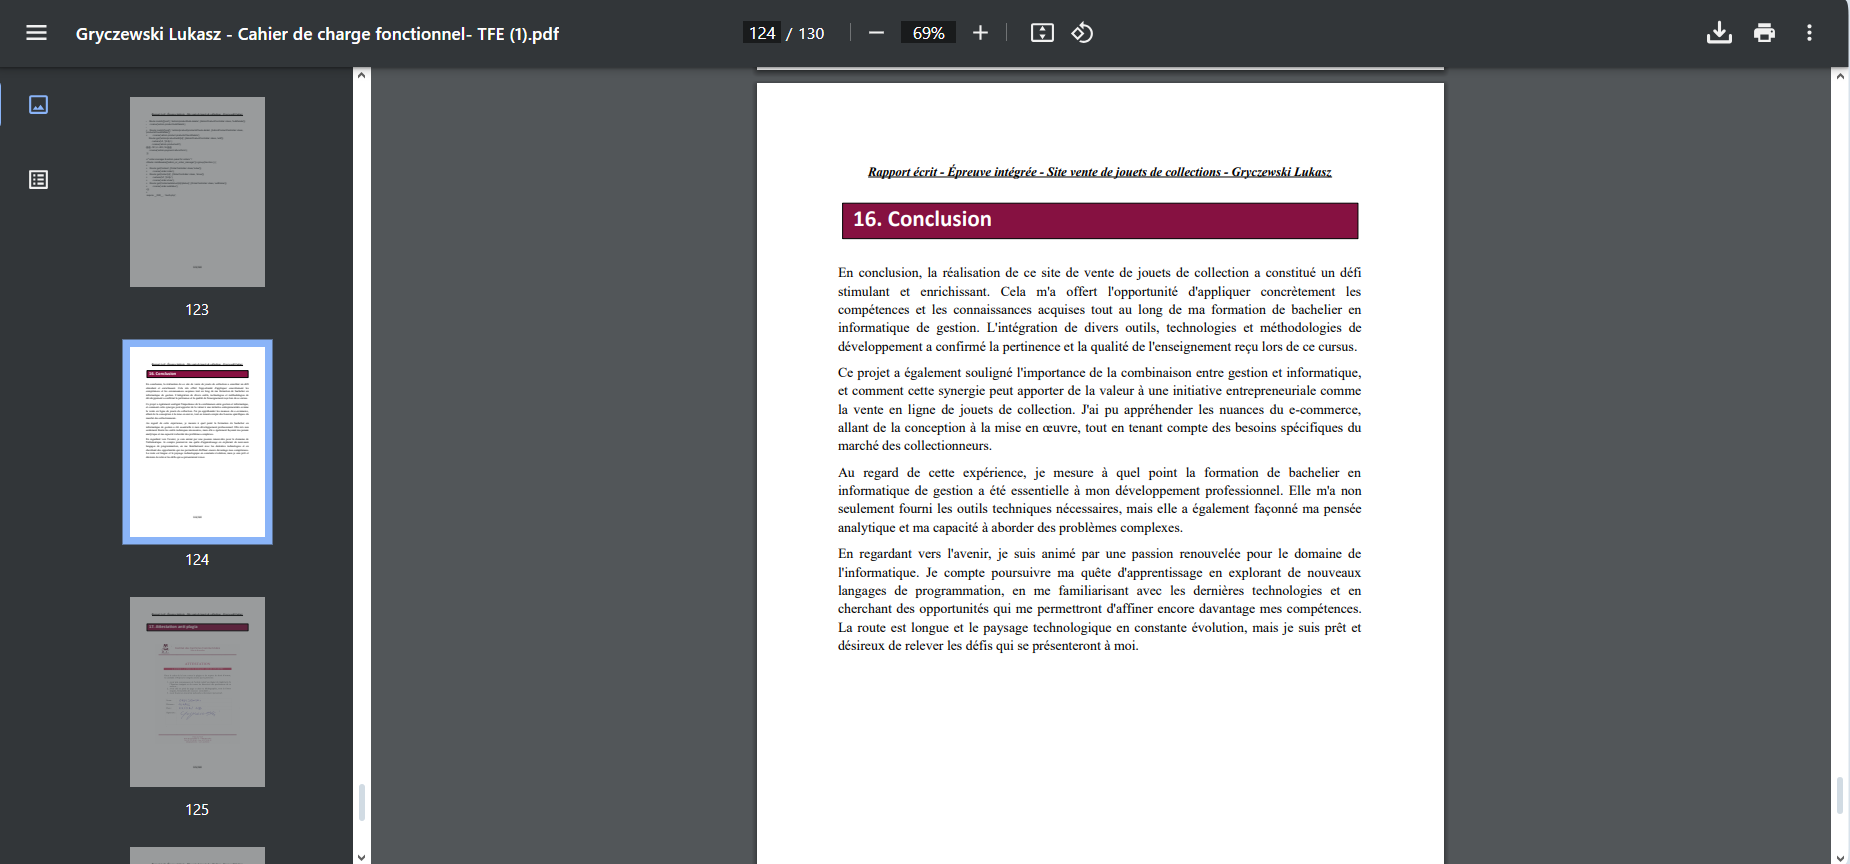 Gryczewski Lukasz - Cahier de charge fonctionnel- TFE (1).pdf
124 / 130
69%
123
16. Conclusion
124
17. Attestation anti plagia
125
Rapport écrit - Épreuve intégrée - Site vente de jouets de collections - Gryczewski Lukasz
16. Conclusion
En conclusion, la réalisation de ce site de vente de jouets de collection a constitué un défi
stimulant et enrichissant. Cela m'a offert l'opportunité d'appliquer concrètement les
compétences et les connaissances acquises tout au long de ma formation de bachelier en
informatique de gestion. L'intégration de divers outils, technologies et méthodologies de
développement a confirmé la pertinence et la qualité de l'enseignement reçu lors de ce cursus.
Ce projet a également souligné l'importance de la combinaison entre gestion et informatique,
et comment cette synergie peut apporter de la valeur à une initiative entrepreneuriale comme
la vente en ligne de jouets de collection. J'ai pu appréhender les nuances du e-commerce,
allant de la conception à la mise en œuvre, tout en tenant compte des besoins spécifiques du
marché des collectionneurs.
Au regard de cette expérience, je mesure à quel point la formation de bachelier en
informatique de gestion a été essentielle à mon développement professionnel. Elle m'a non
seulement fourni les outils techniques nécessaires, mais elle a également façonné ma pensée
analytique et ma capacité à aborder des problèmes complexes.
En regardant vers l'avenir, je suis animé par une passion renouvelée pour le domaine de
l'informatique. Je compte poursuivre ma quête d'apprentissage en explorant de nouveaux
langages de programmation, en me familiarisant avec les dernières technologies et en
cherchant des opportunités qui me permettront d'affiner encore davantage mes compétences.
La route est longue et le paysage technologique en constante évolution, mais je suis prêt et
désireux de relever les défis qui se présenteront à moi.